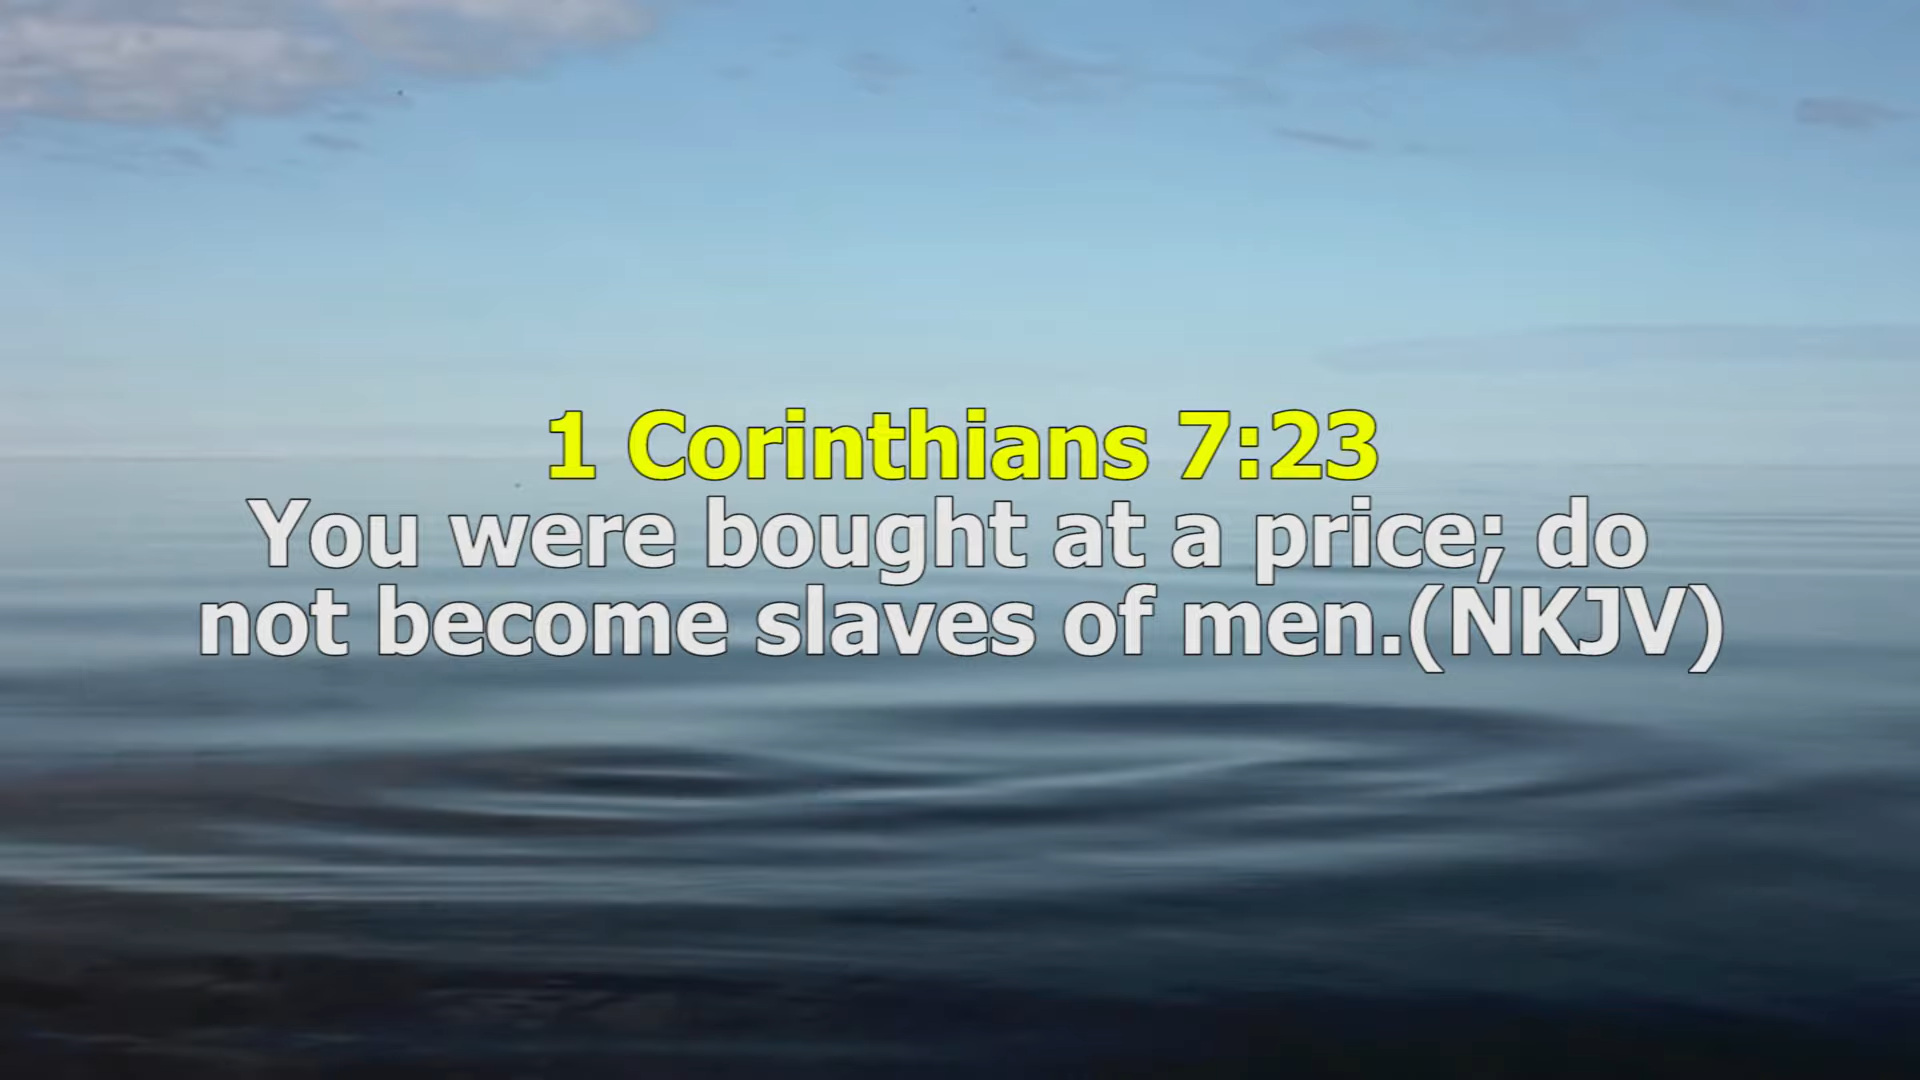 1 Corinthians 7:23
You were bought at a price; do
not become slaves of men.(NKJV)